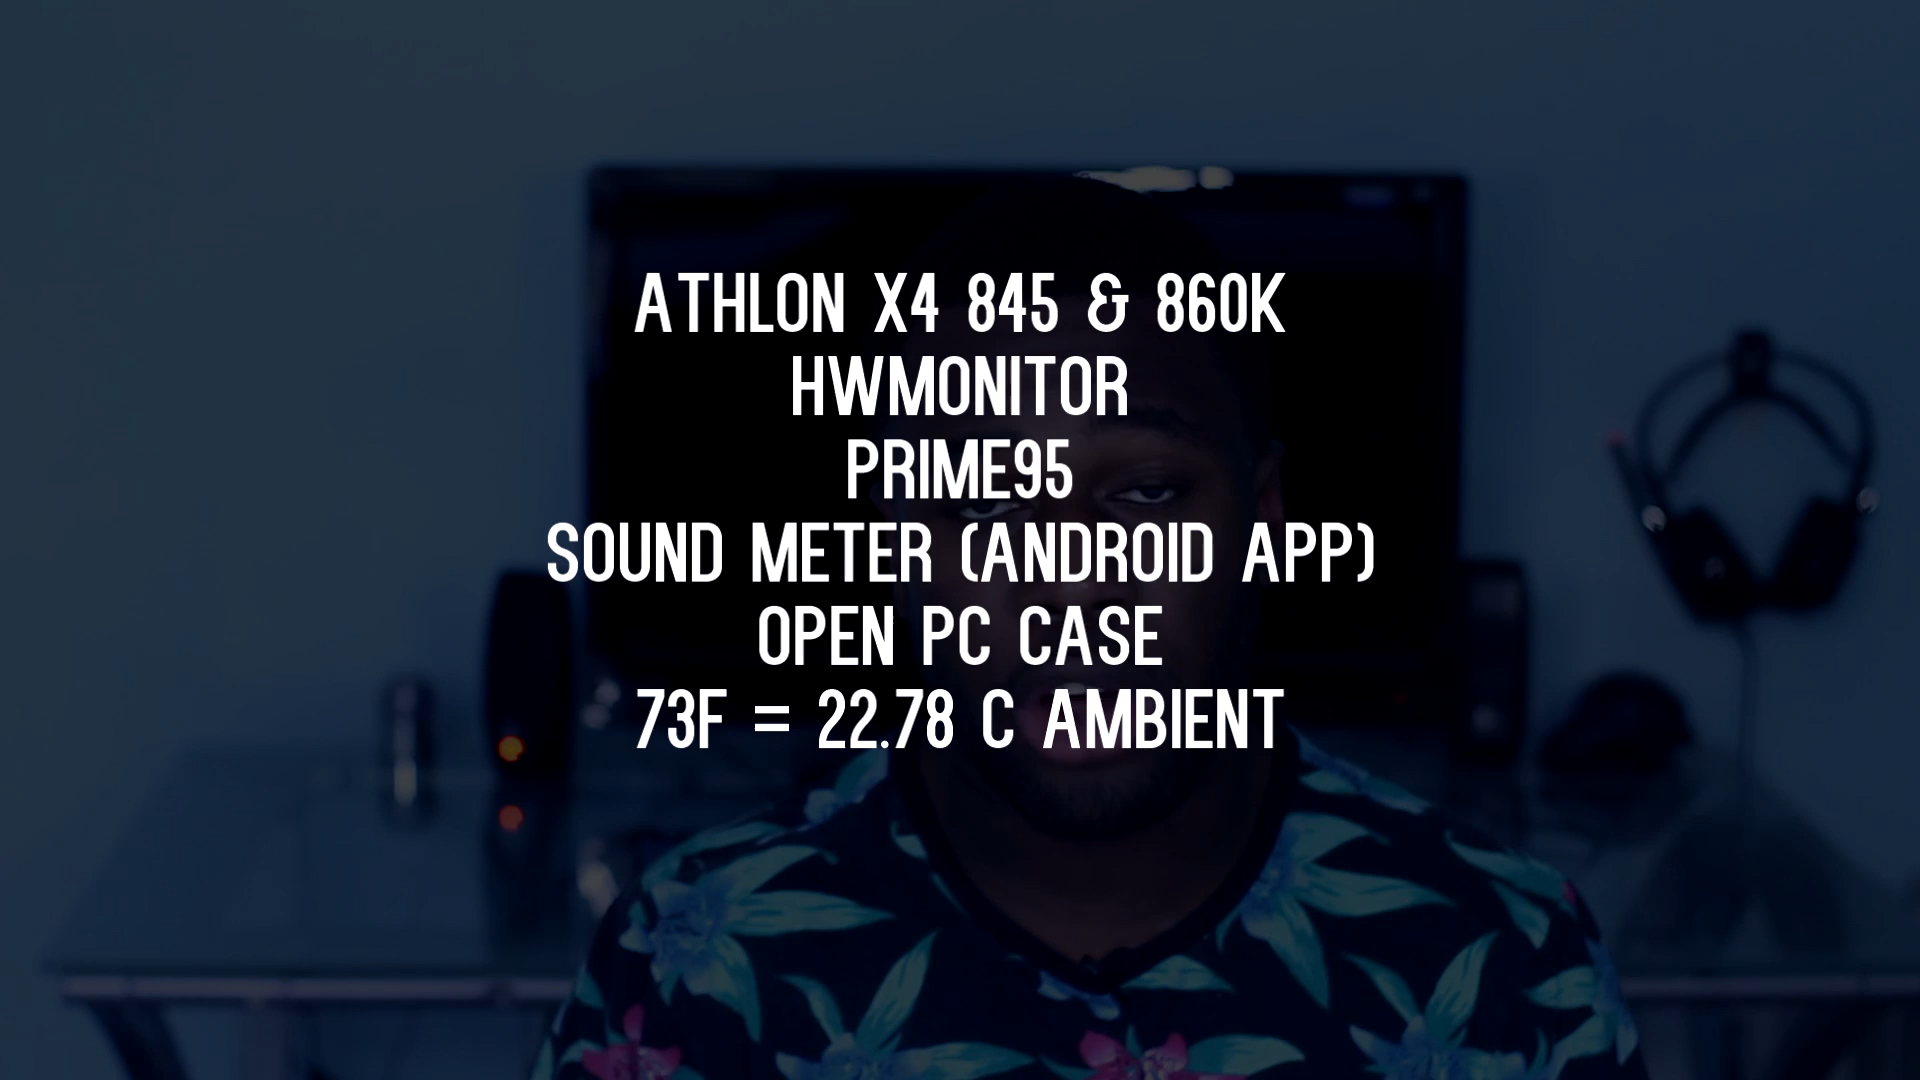 ATHLON X4 845 & 860K
HWMONITOR
PRIME95
SOUND METER (ANDROID APP)
OPEN PC CASE
73F = 22.78 C AMBIENT